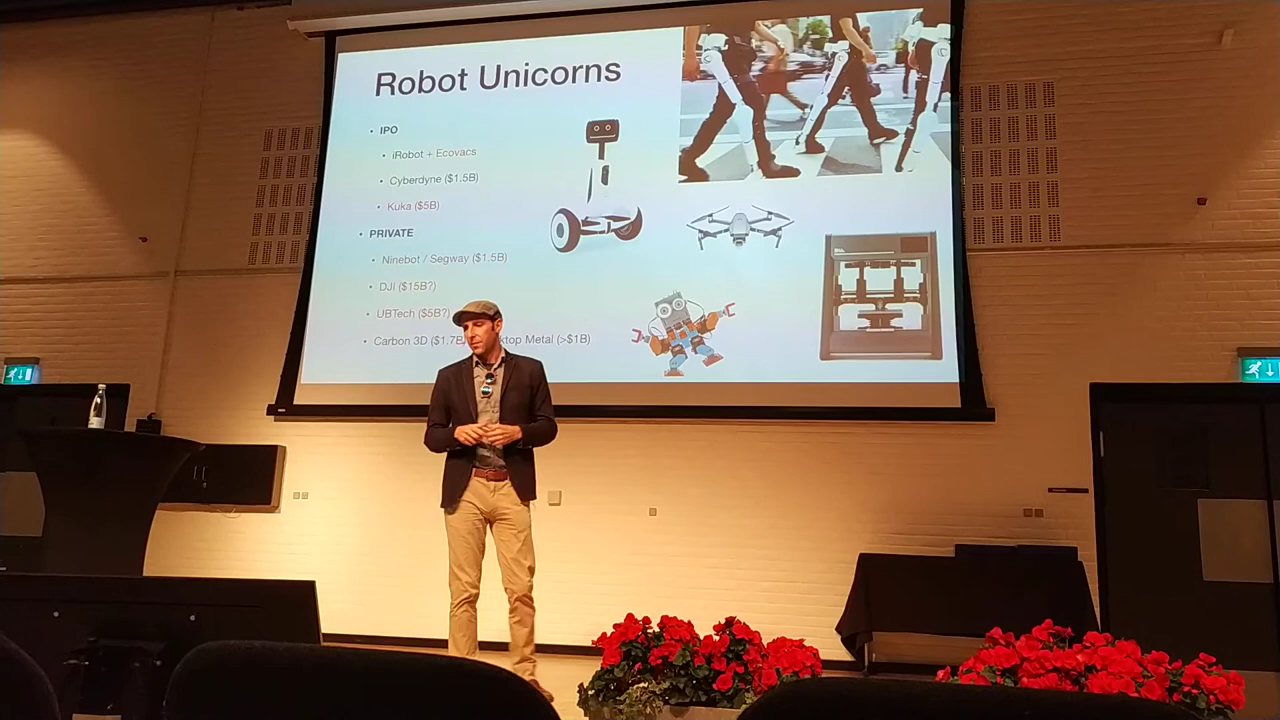 Robot Unicorns
• IPO
• iRobot + Ecovacs
• Cyberdyne ($1.5B)
• Kuka ($5B)
• PRIVATE
• Ninebot / Segway ($1.5B)
• DJI ($15B?)
• UBTech ($5B?)
• Carbon 3D ($1.7B ktop Metal (>$1B)